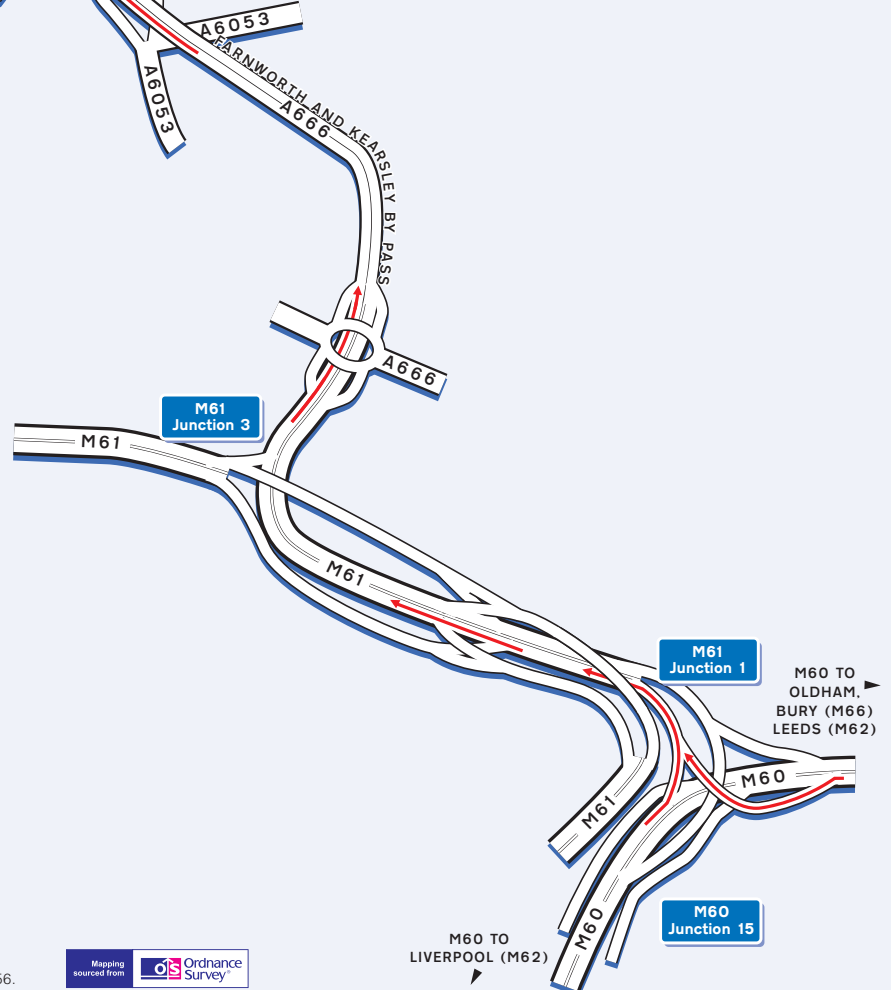 A6053
A6053
FARNWORTH AND KEARSLEY BY PASS
A666
A666
M61
Junction 3
M61
M61
M61
Junction 1
M60 TO
OLDHAM,
BURY (M66)
LEEDS (M62)
M60
M61
M60
Junction 15
M60
M60 TO
LIVERPOOL (M62)
Mapping
sourced from
OS
Ordnance
Survey®
56.